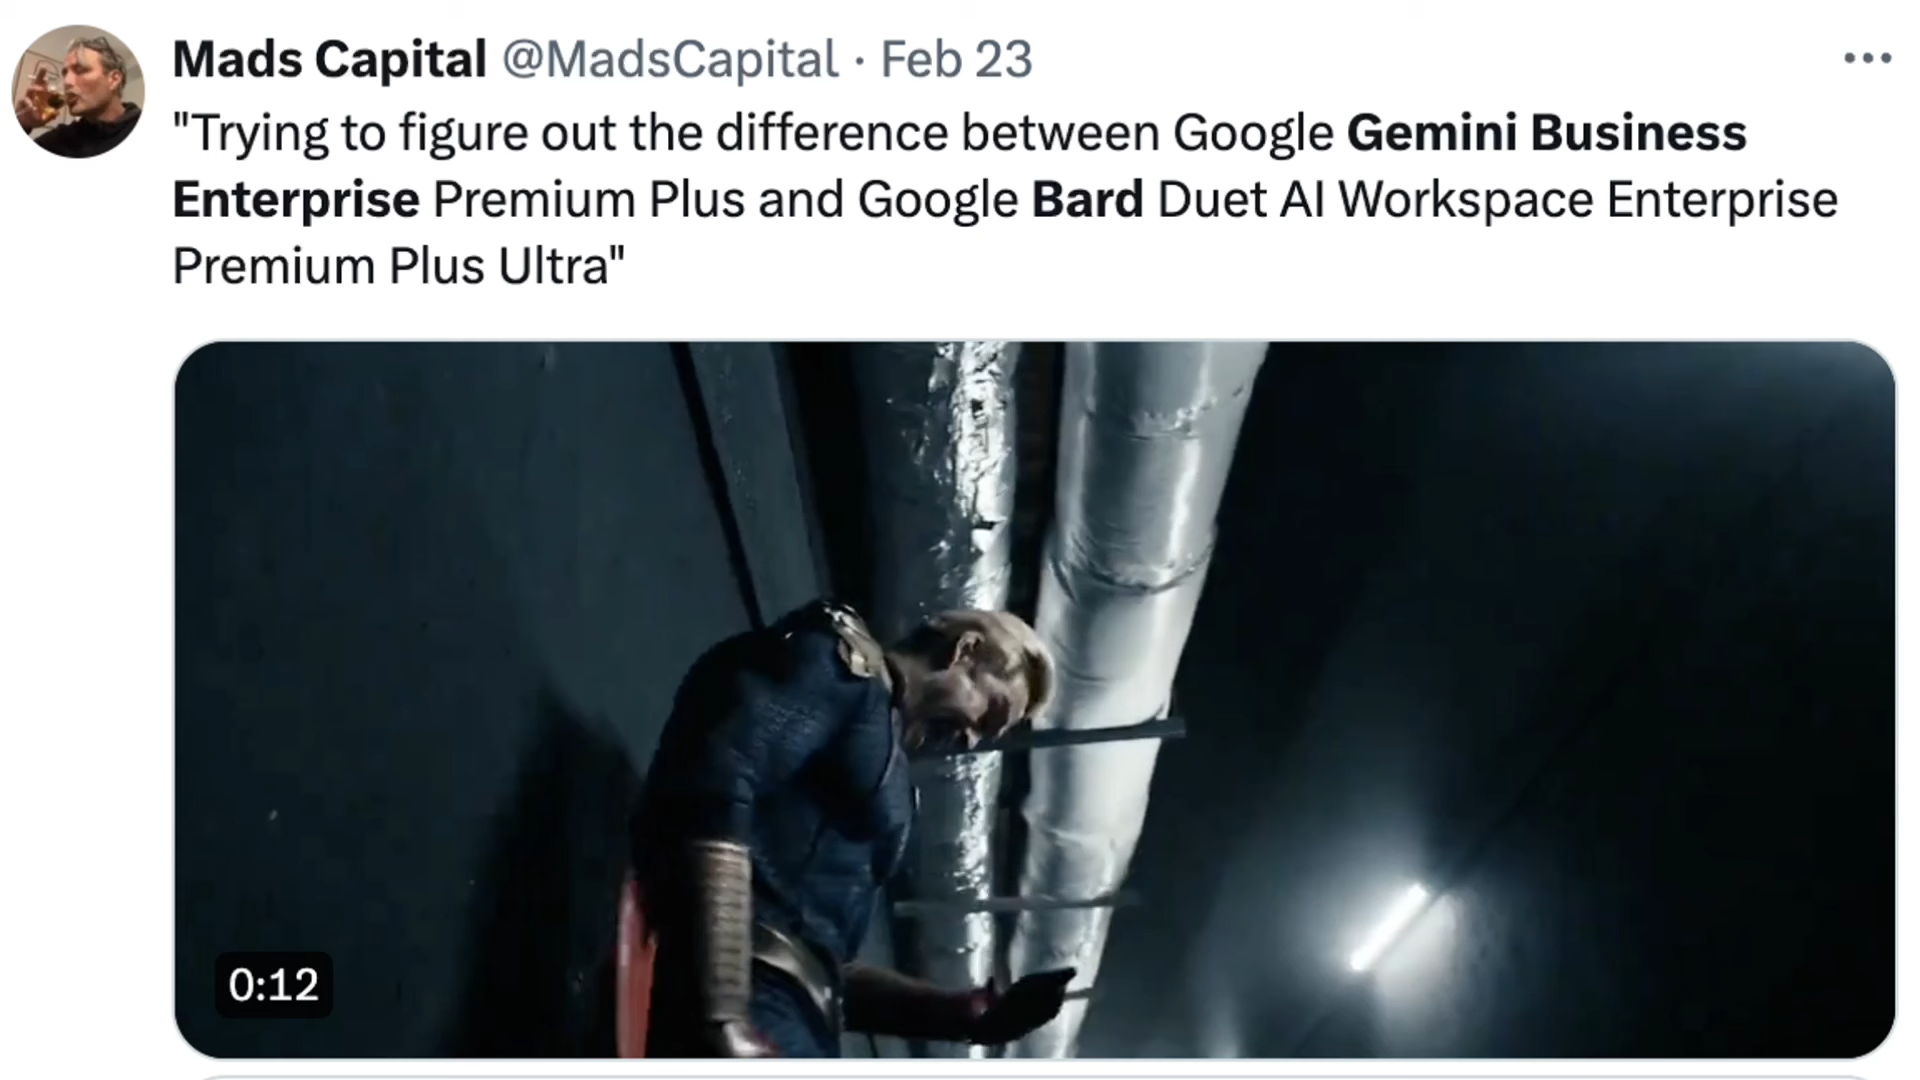 Mads Capital @MadsCapital · Feb 23
"Trying to figure out the difference between Google Gemini Business
Enterprise Premium Plus and Google Bard Duet AI Workspace Enterprise
Premium Plus Ultra"
0:12